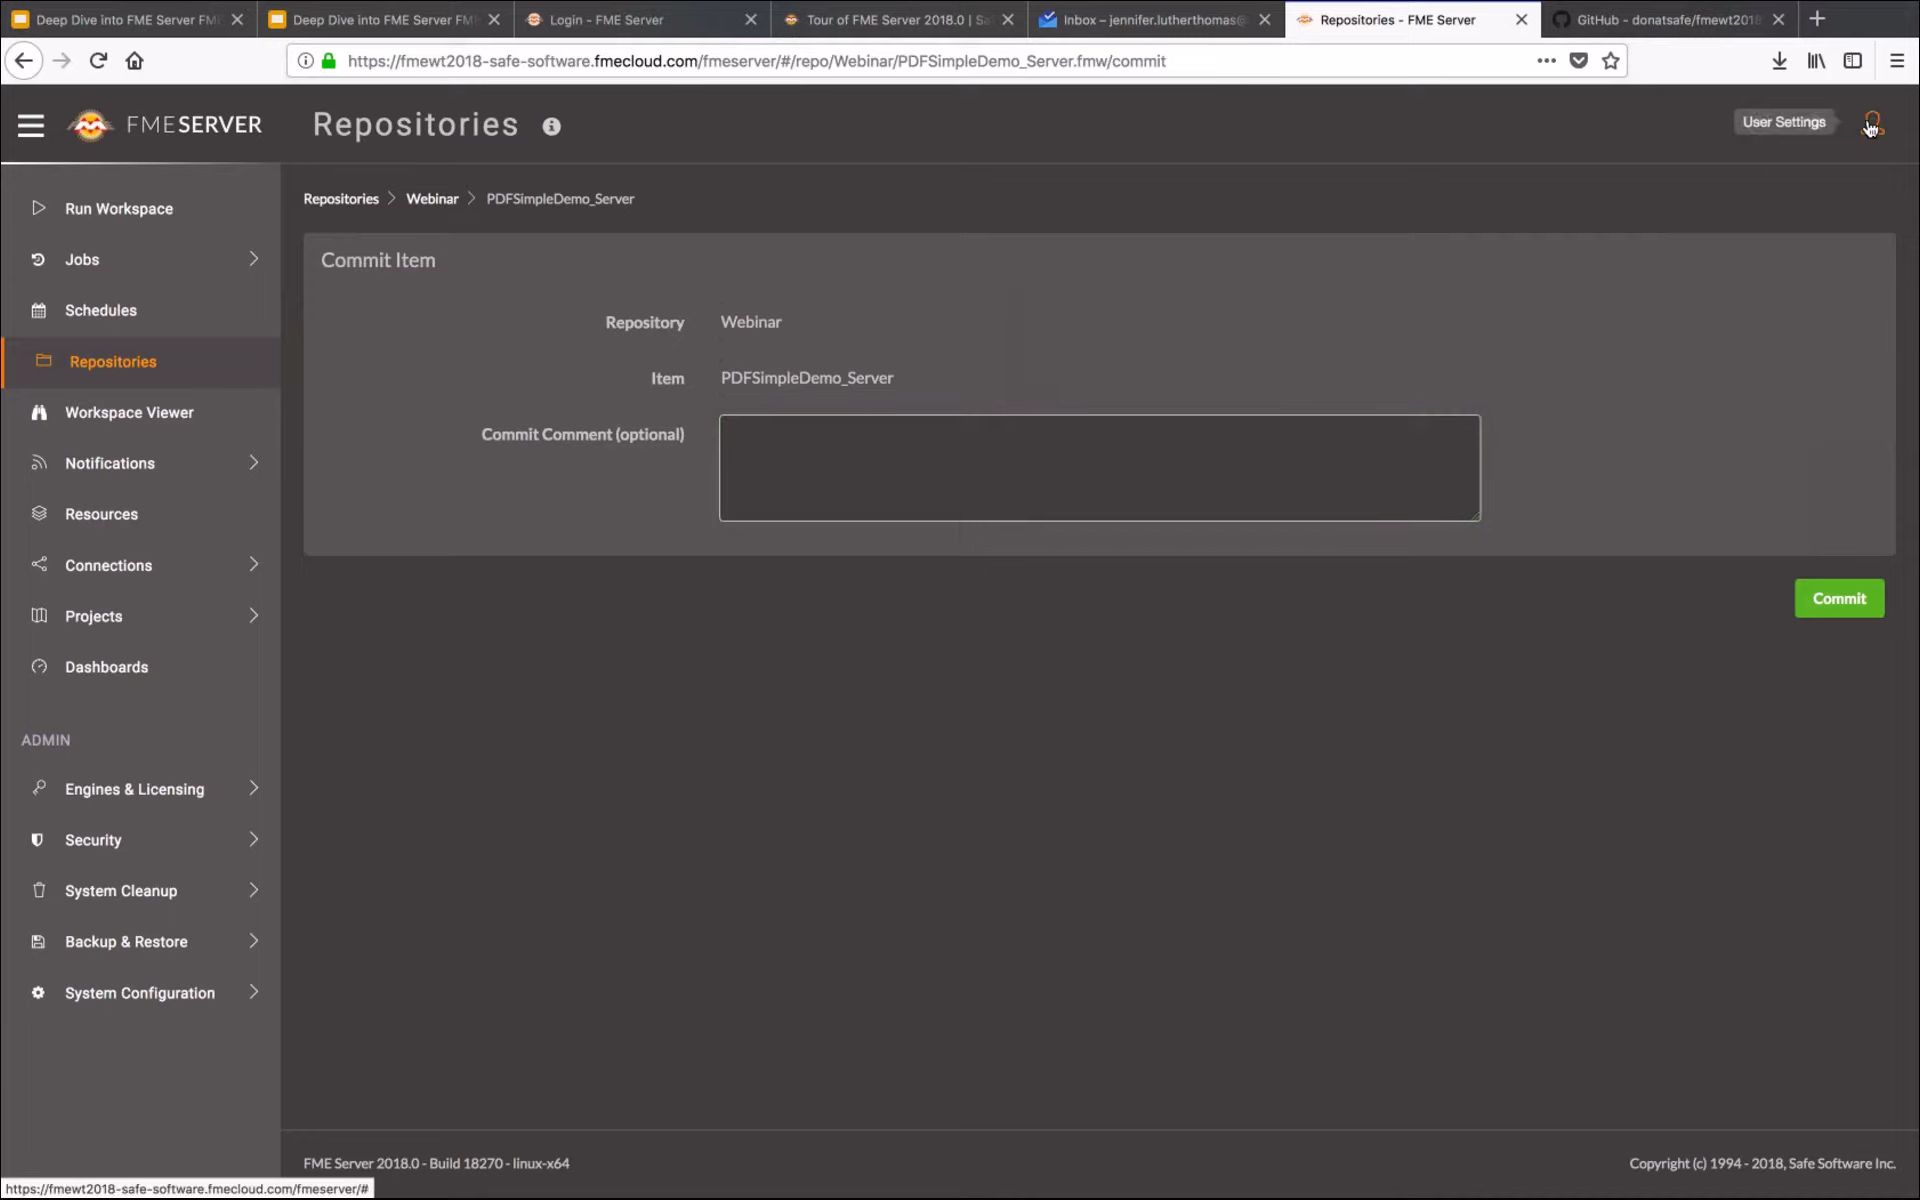 Deep Dive into FME Server FM
Deep Dive into FME Server FM
Login - FME Server
Tour of FME Server 2018.0 | Sa
Inbox – jennifer.lutherthomas@
Repositories - FME Server
GitHub - donatsafe/fmewt2018
https://fmewt2018-safe-software.fmecloud.com/fmeserver/#/repo/Webinar/PDFSimpleDemo_Server.fmw/commit
FMESERVER
Repositories
User Settings
Run Workspace
Jobs
Schedules
Repositories
Workspace Viewer
Notifications
Resources
Connections
Projects
Dashboards
ADMIN
Engines & Licensing
Security
System Cleanup
Backup & Restore
System Configuration
Repositories > Webinar > PDFSimpleDemo_Server
Commit Item
Repository Webinar
Item PDFSimpleDemo_Server
Commit Comment (optional)
Commit
FME Server 2018.0 - Build 18270 - linux-x64
Copyright (c) 1994 - 2018, Safe Software Inc.
https://fmewt2018-safe-software.fmecloud.com/fmeserver/#